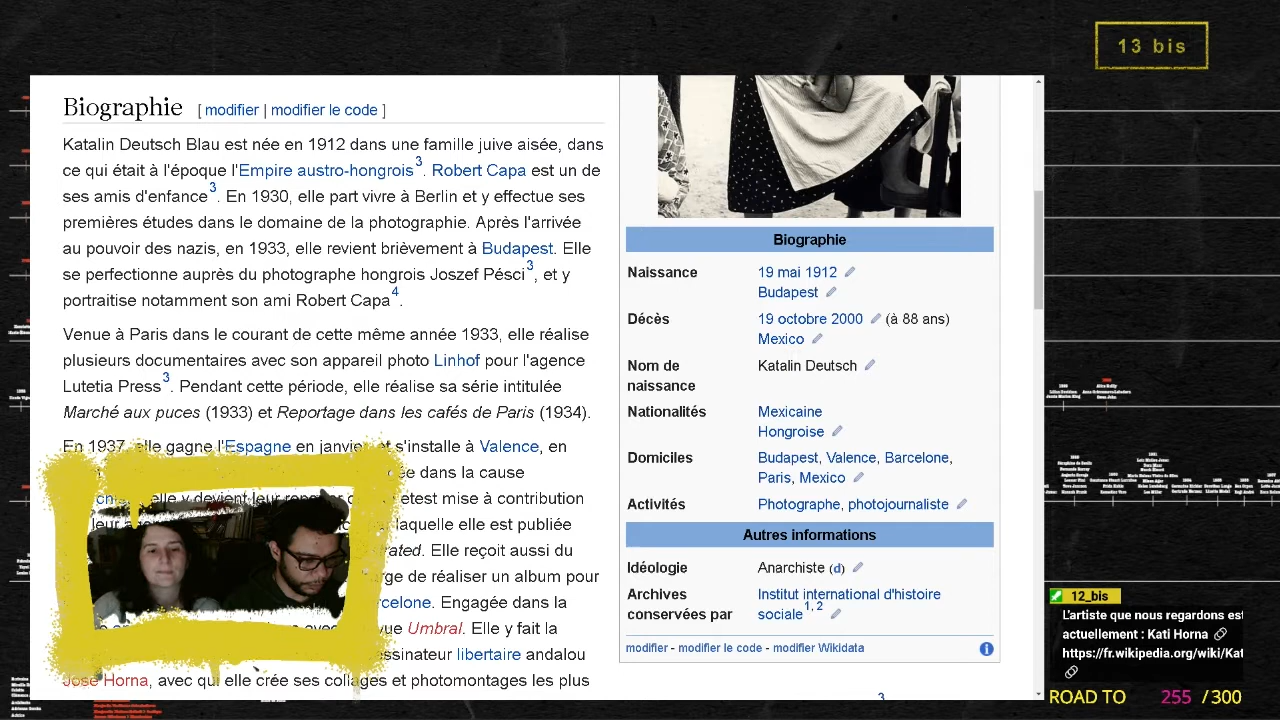 13 bis
Biographie [ modifier | modifier le code ]
Katalin Deutsch Blau est née en 1912 dans une famille juive aisée, dans
ce qui était à l'époque l'Empire austro-hongrois3. Robert Capa est un de
ses amis d'enfance3. En 1930, elle part vivre à Berlin et y effectue ses
premières études dans le domaine de la photographie. Après l'arrivée
au pouvoir des nazis, en 1933, elle revient brièvement à Budapest. Elle
se perfectionne auprès du photographe hongrois Joszef Pésci3, et y
portraitise notamment son ami Robert Capa4.
Venue à Paris dans le courant de cette même année 1933, elle réalise
plusieurs documentaires avec son appareil photo Linhof pour l'agence
Lutetia Press3. Pendant cette période, elle réalise sa série intitulée
Marché aux puces (1933) et Reportage dans les cafés de Paris (1934).
En 1937, elle gagne l'Espagne en janvie s'installe à Valence, en
ée dans la cause
elle y devient leur est mise à contribution
laquelle elle est publiée
rated. Elle reçoit aussi du
rge de réaliser un album pour
rcelone. Engagée dans la
ue Umbral. Elle y fait la
ssinateur libertaire andalou
José Horna, avec qui elle crée ses collages et photomontages les plus
Biographie
Naissance 19 mai 1912
Budapest
Décès 19 octobre 2000 (à 88 ans)
Mexico
Nom de naissance Katalin Deutsch
Nationalités Mexicaine
Hongroise
Domiciles Budapest, Valence, Barcelone,
Paris, Mexico
Activités Photographe, photojournaliste
Autres informations
Idéologie Anarchiste (d)
Archives Institut international d'histoire
conservées par sociale1, 2
modifier - modifier le code - modifier Wikidata
3
12_bis
L'artiste que nous regardons est
actuellement : Kati Horna
https://fr.wikipedia.org/wiki/Kat
ROAD TO 255 / 300